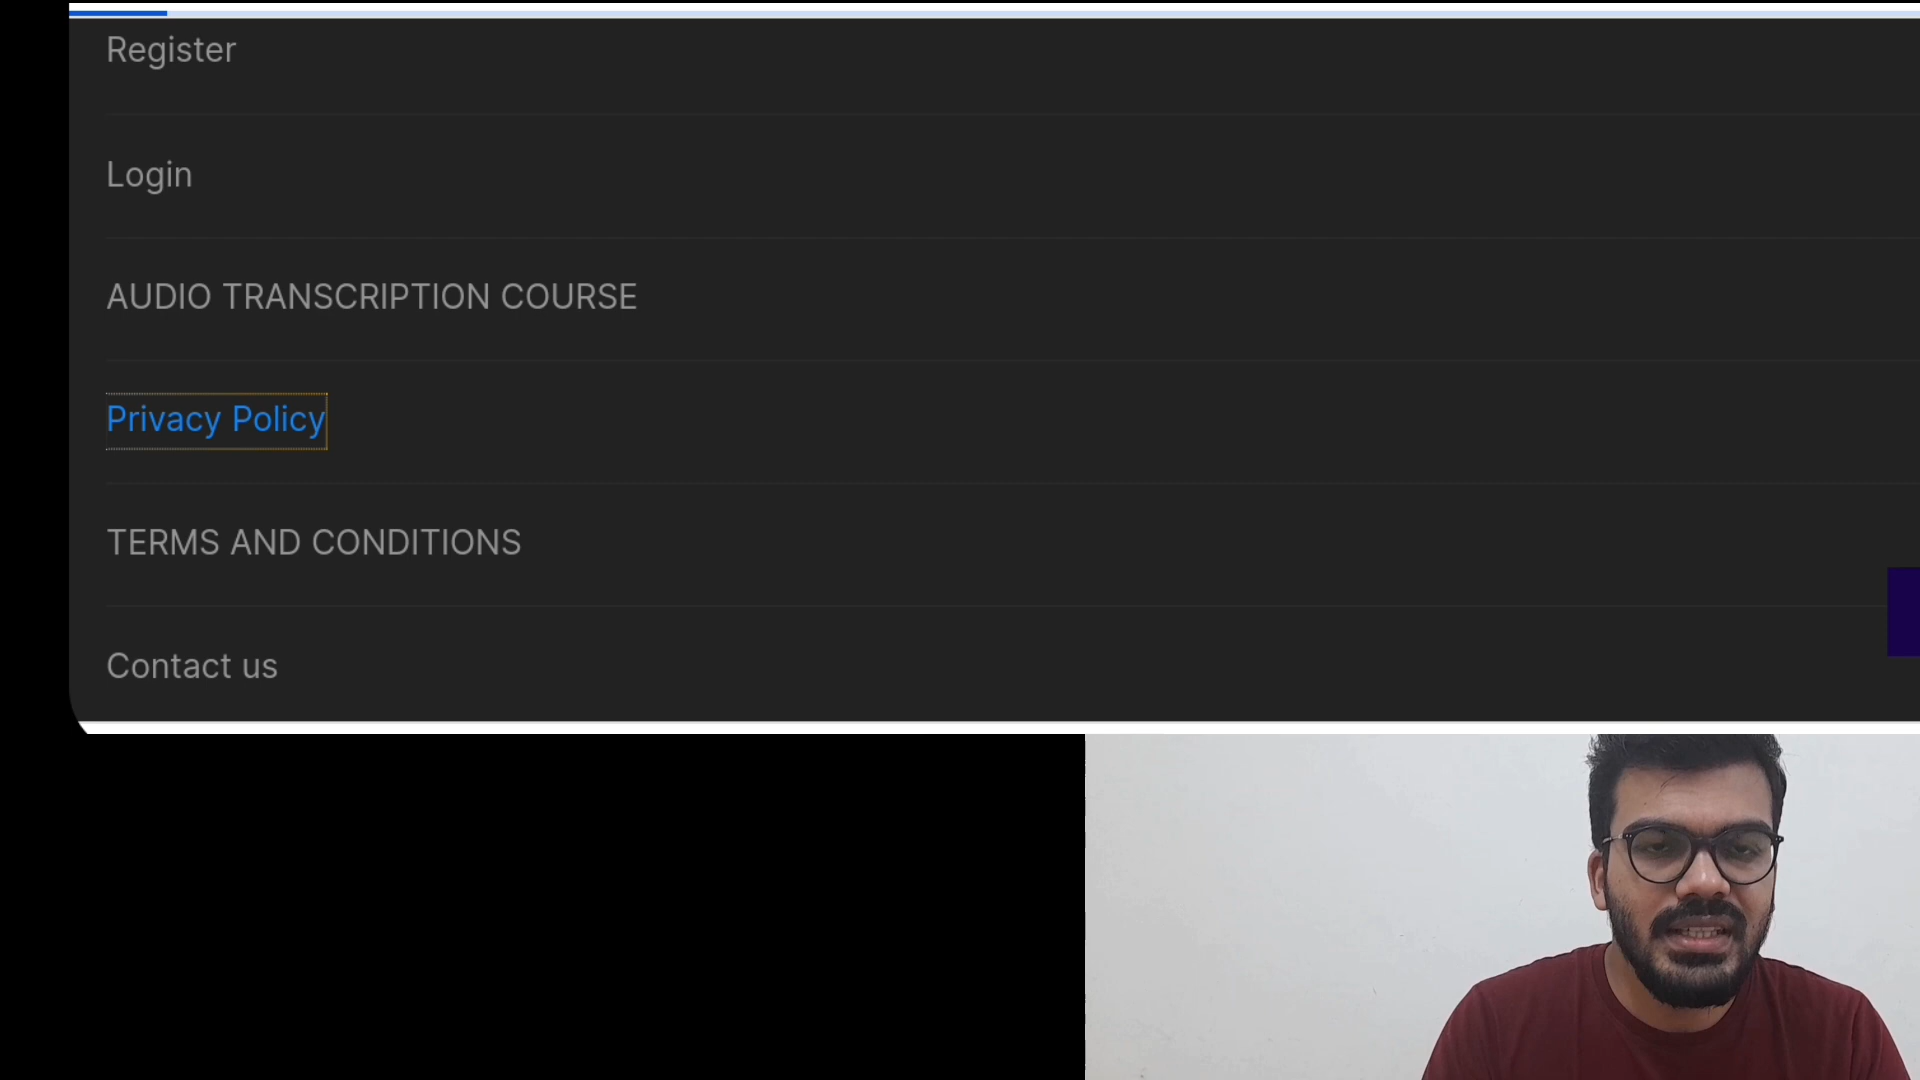 Register
Login
AUDIO TRANSCRIPTION COURSE
Privacy Policy
TERMS AND CONDITIONS
Contact us